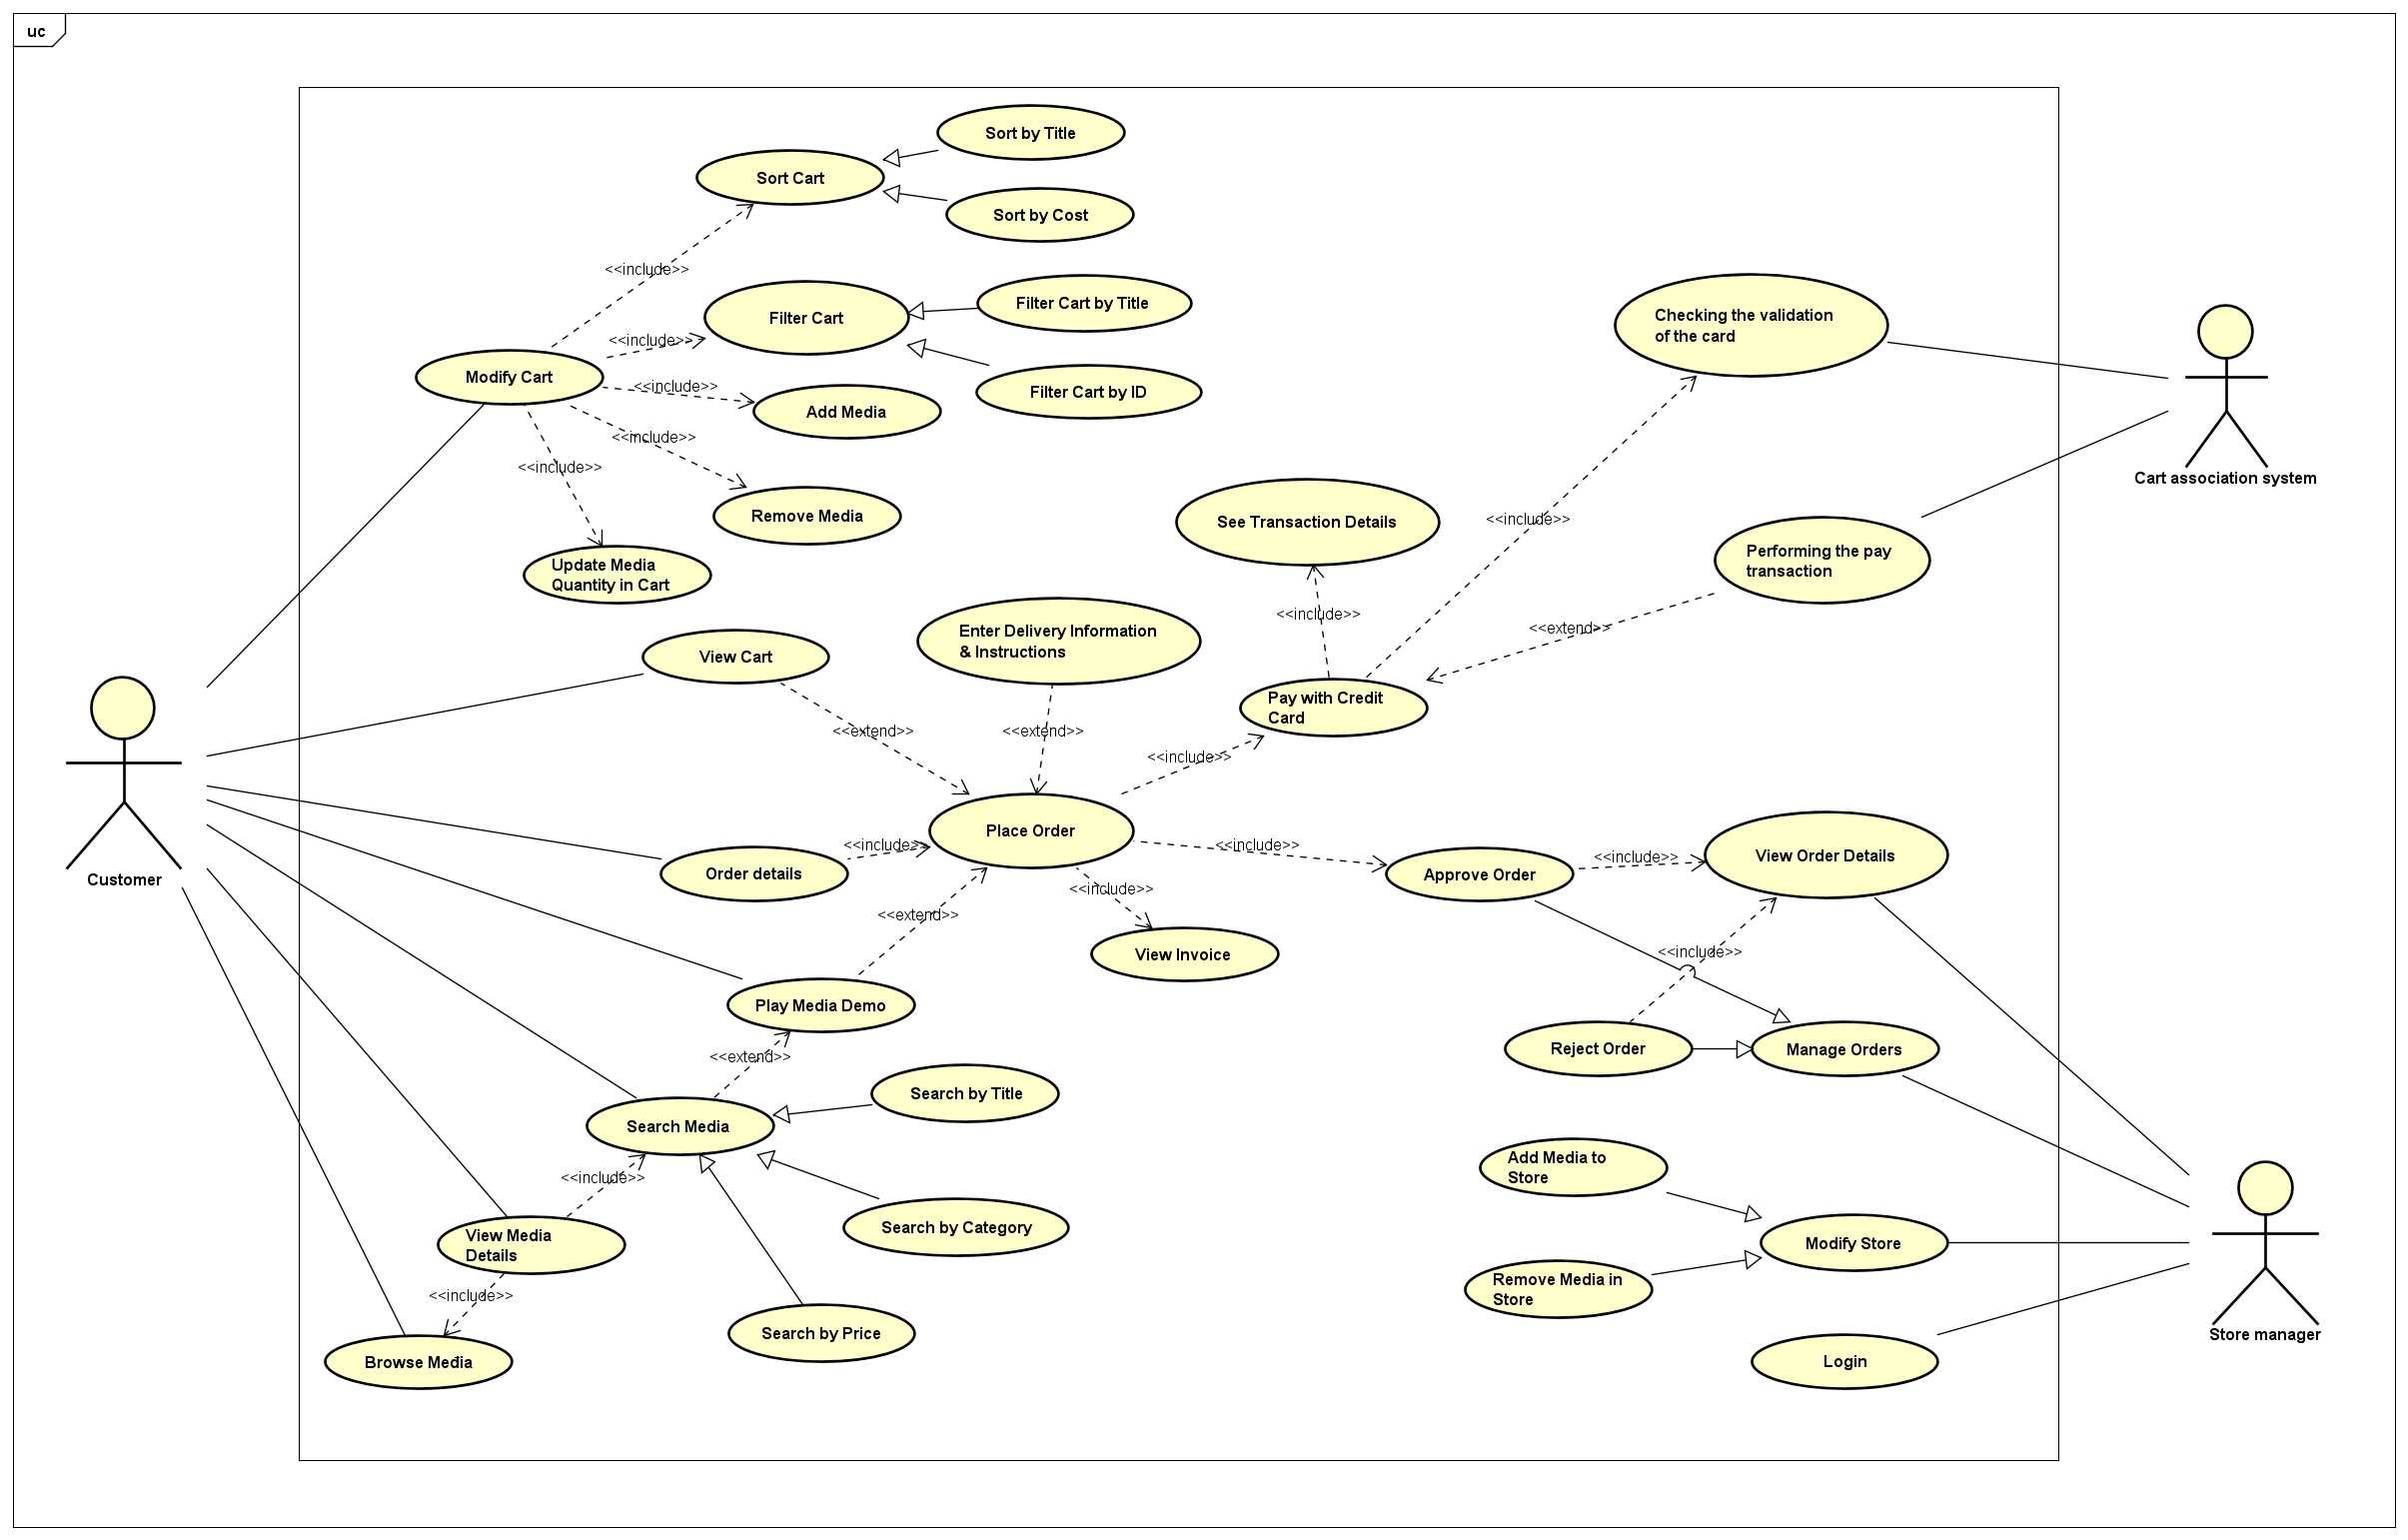 uc
Sort by Title
Sort Cart
Sort by Cost
<<include>>
Filter Cart by Title
Filter Cart
<<include>>
Checking the validation
of the card
Modify Cart
<<include>>
Filter Cart by ID
Add Media
<<include>>
<<include>>
Cart association system
Remove Media
See Transaction Details
<<include>>
Update Media
Quantity in Cart
Performing the pay
transaction
<<include>>
<<extend>>
Enter Delivery Information
& Instructions
View Cart
Pay with Credit
Card
<<extend>>
<<extend>>
<<include>>
Place Order
<<include>>
<<include>>
<<include>>
View Order Details
Order details
Approve Order
Customer
<<include>>
<<extend>>
View Invoice
<<include>>
Play Media Demo
Reject Order
Manage Orders
<<extend>>
Search by Title
Search Media
Add Media to
Store
<<include>>
Search by Category
View Media
Details
Modify Store
Remove Media in
Store
<<include>>
Search by Price
Store manager
Browse Media
Login